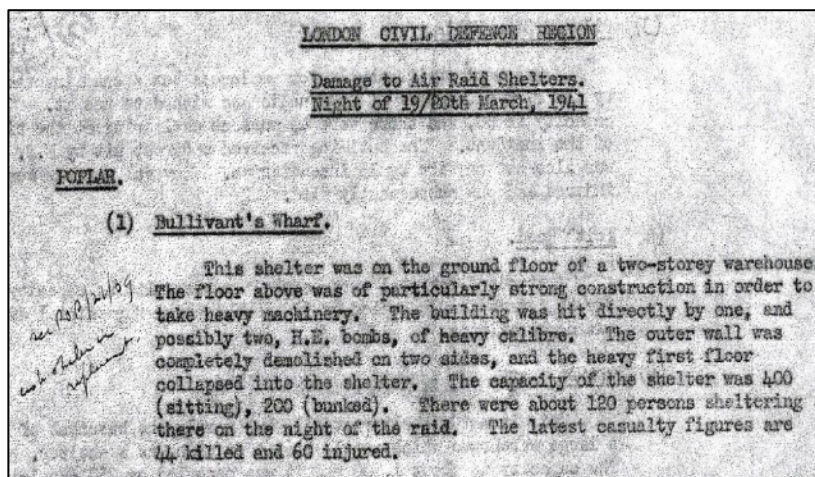 LONDON CIVIL DEFENCE REGION
Damage to Air Raid Shelters.
Night of 19/20th March, 1941
POPLAR.
(1) Bullivant's Wharf.
This shelter was on the ground floor of a two-storey warehouse.
The floor above was of particularly strong construction in order to
take heavy machinery. The building was hit directly by one, and
possibly two, H.E. bombs, of heavy calibre. The outer wall was
completely demolished on two sides, and the heavy first floor
collapsed into the shelter. The capacity of the shelter was 400
(sitting), 200 (bunked). There were about 120 persons sheltering
there on the night of the raid. The latest casualty figures are
44 killed and 60 injured.